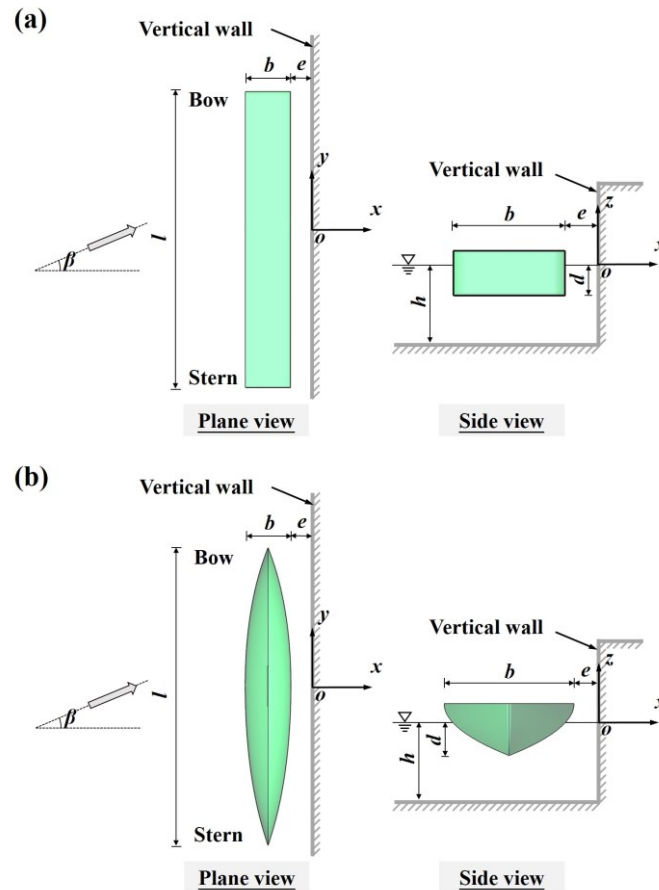 (a)
Vertical wall
b
e
Bow
y
Vertical wall
x
o
l
β
b
e
z
x
o
d
h
Stern
Plane view
Side view
(b)
Vertical wall
b
e
Bow
y
Vertical wall
x
o
l
β
b
e
z
x
o
d
h
Stern
Plane view
Side view